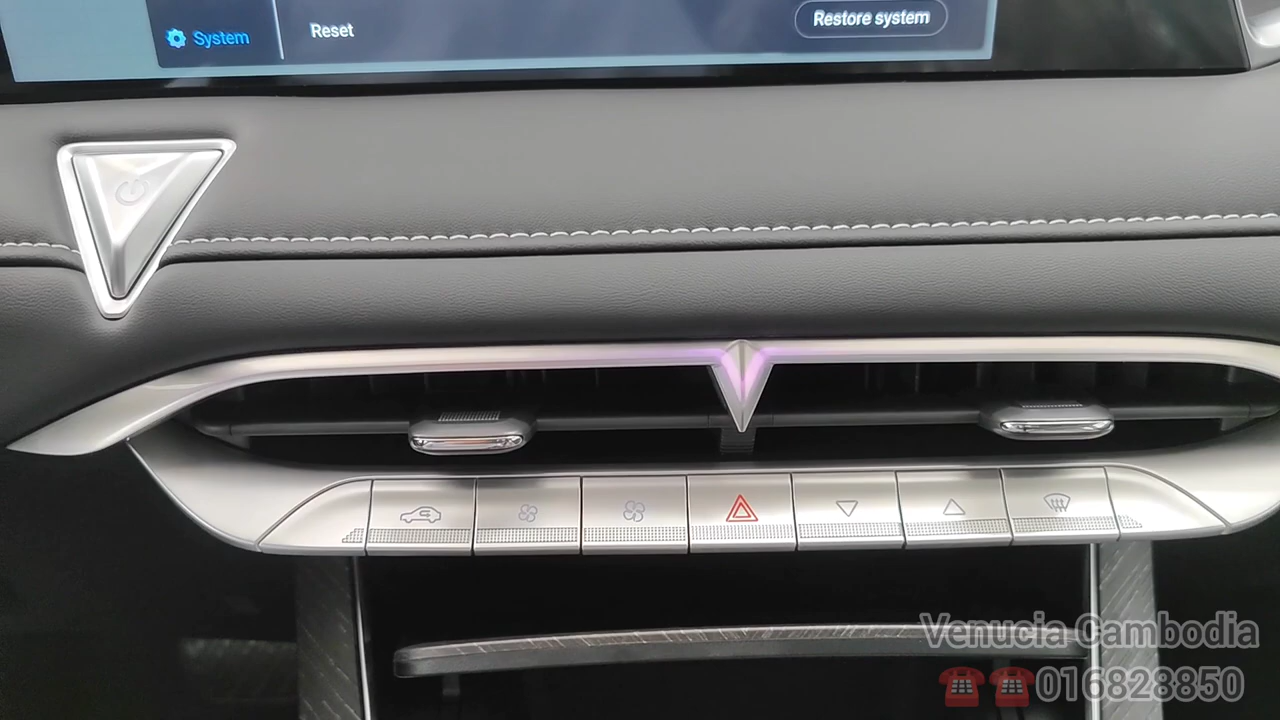 System
Reset
Restore system
Venucia Cambodia
☎️☎️016828850